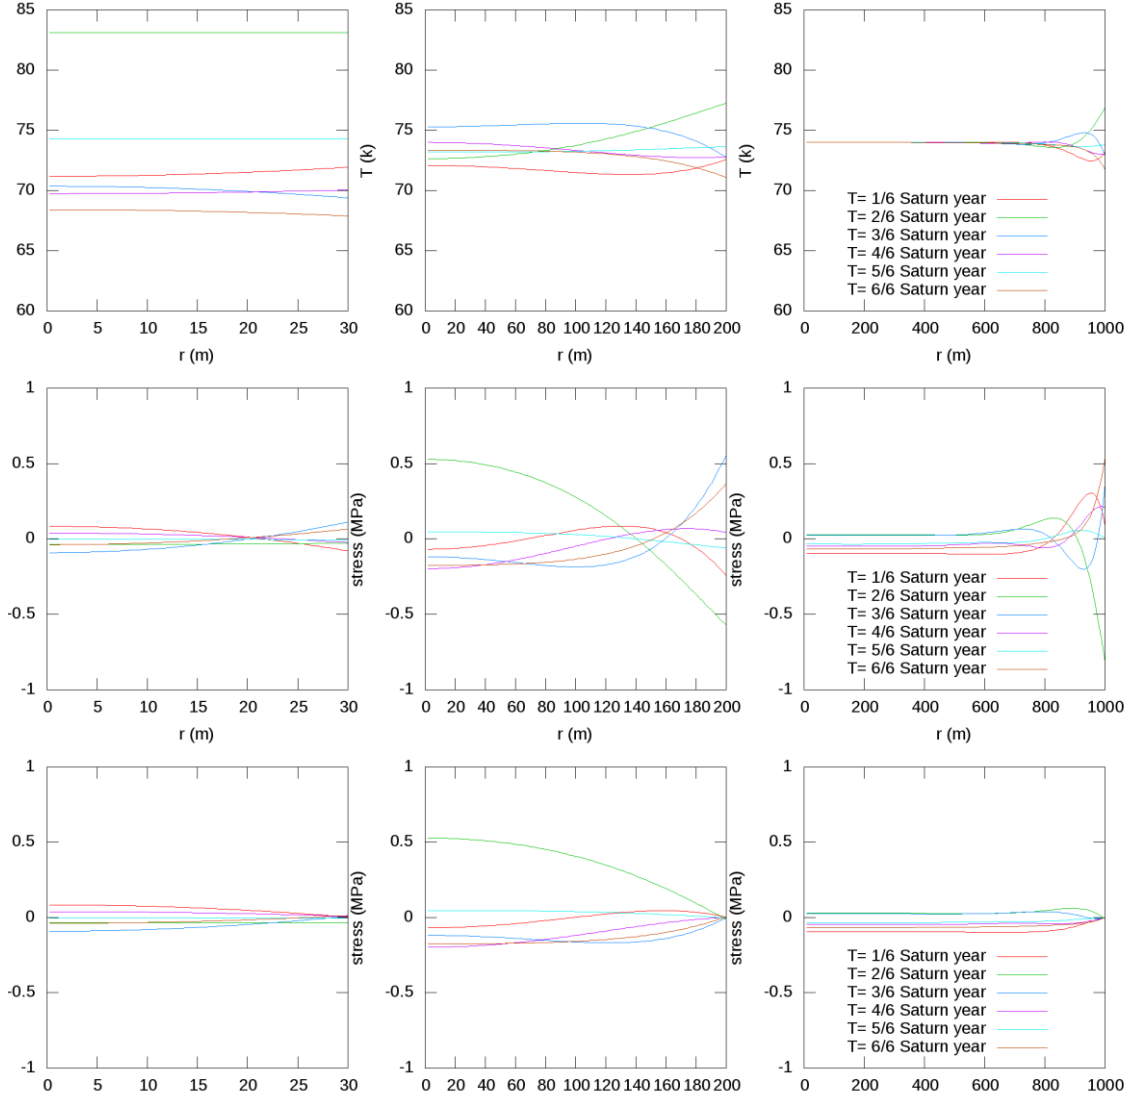 85
80
75
70
65
60
0 5 10 15 20 25 30
r (m)
T (k)
0 20 40 60 80 100 120 140 160 180 200
r (m)
T (k)
85
80
75
70
65
60
T= 1/6 Saturn year
T= 2/6 Saturn year
T= 3/6 Saturn year
T= 4/6 Saturn year
T= 5/6 Saturn year
T= 6/6 Saturn year
0 200 400 600 800 1000
r (m)
1
0.5
0
-0.5
-1
0 5 10 15 20 25 30
r (m)
stress (MPa)
1
0.5
0
-0.5
-1
0 20 40 60 80 100 120 140 160 180 200
r (m)
stress (MPa)
1
0.5
0
-0.5
-1
T= 1/6 Saturn year
T= 2/6 Saturn year
T= 3/6 Saturn year
T= 4/6 Saturn year
T= 5/6 Saturn year
T= 6/6 Saturn year
0 200 400 600 800 1000
r (m)
1
0.5
0
-0.5
-1
0 5 10 15 20 25 30
stress (MPa)
1
0.5
0
-0.5
-1
0 20 40 60 80 100 120 140 160 180 200
stress (MPa)
1
0.5
0
-0.5
-1
T= 1/6 Saturn year
T= 2/6 Saturn year
T= 3/6 Saturn year
T= 4/6 Saturn year
T= 5/6 Saturn year
T= 6/6 Saturn year
0 200 400 600 800 1000